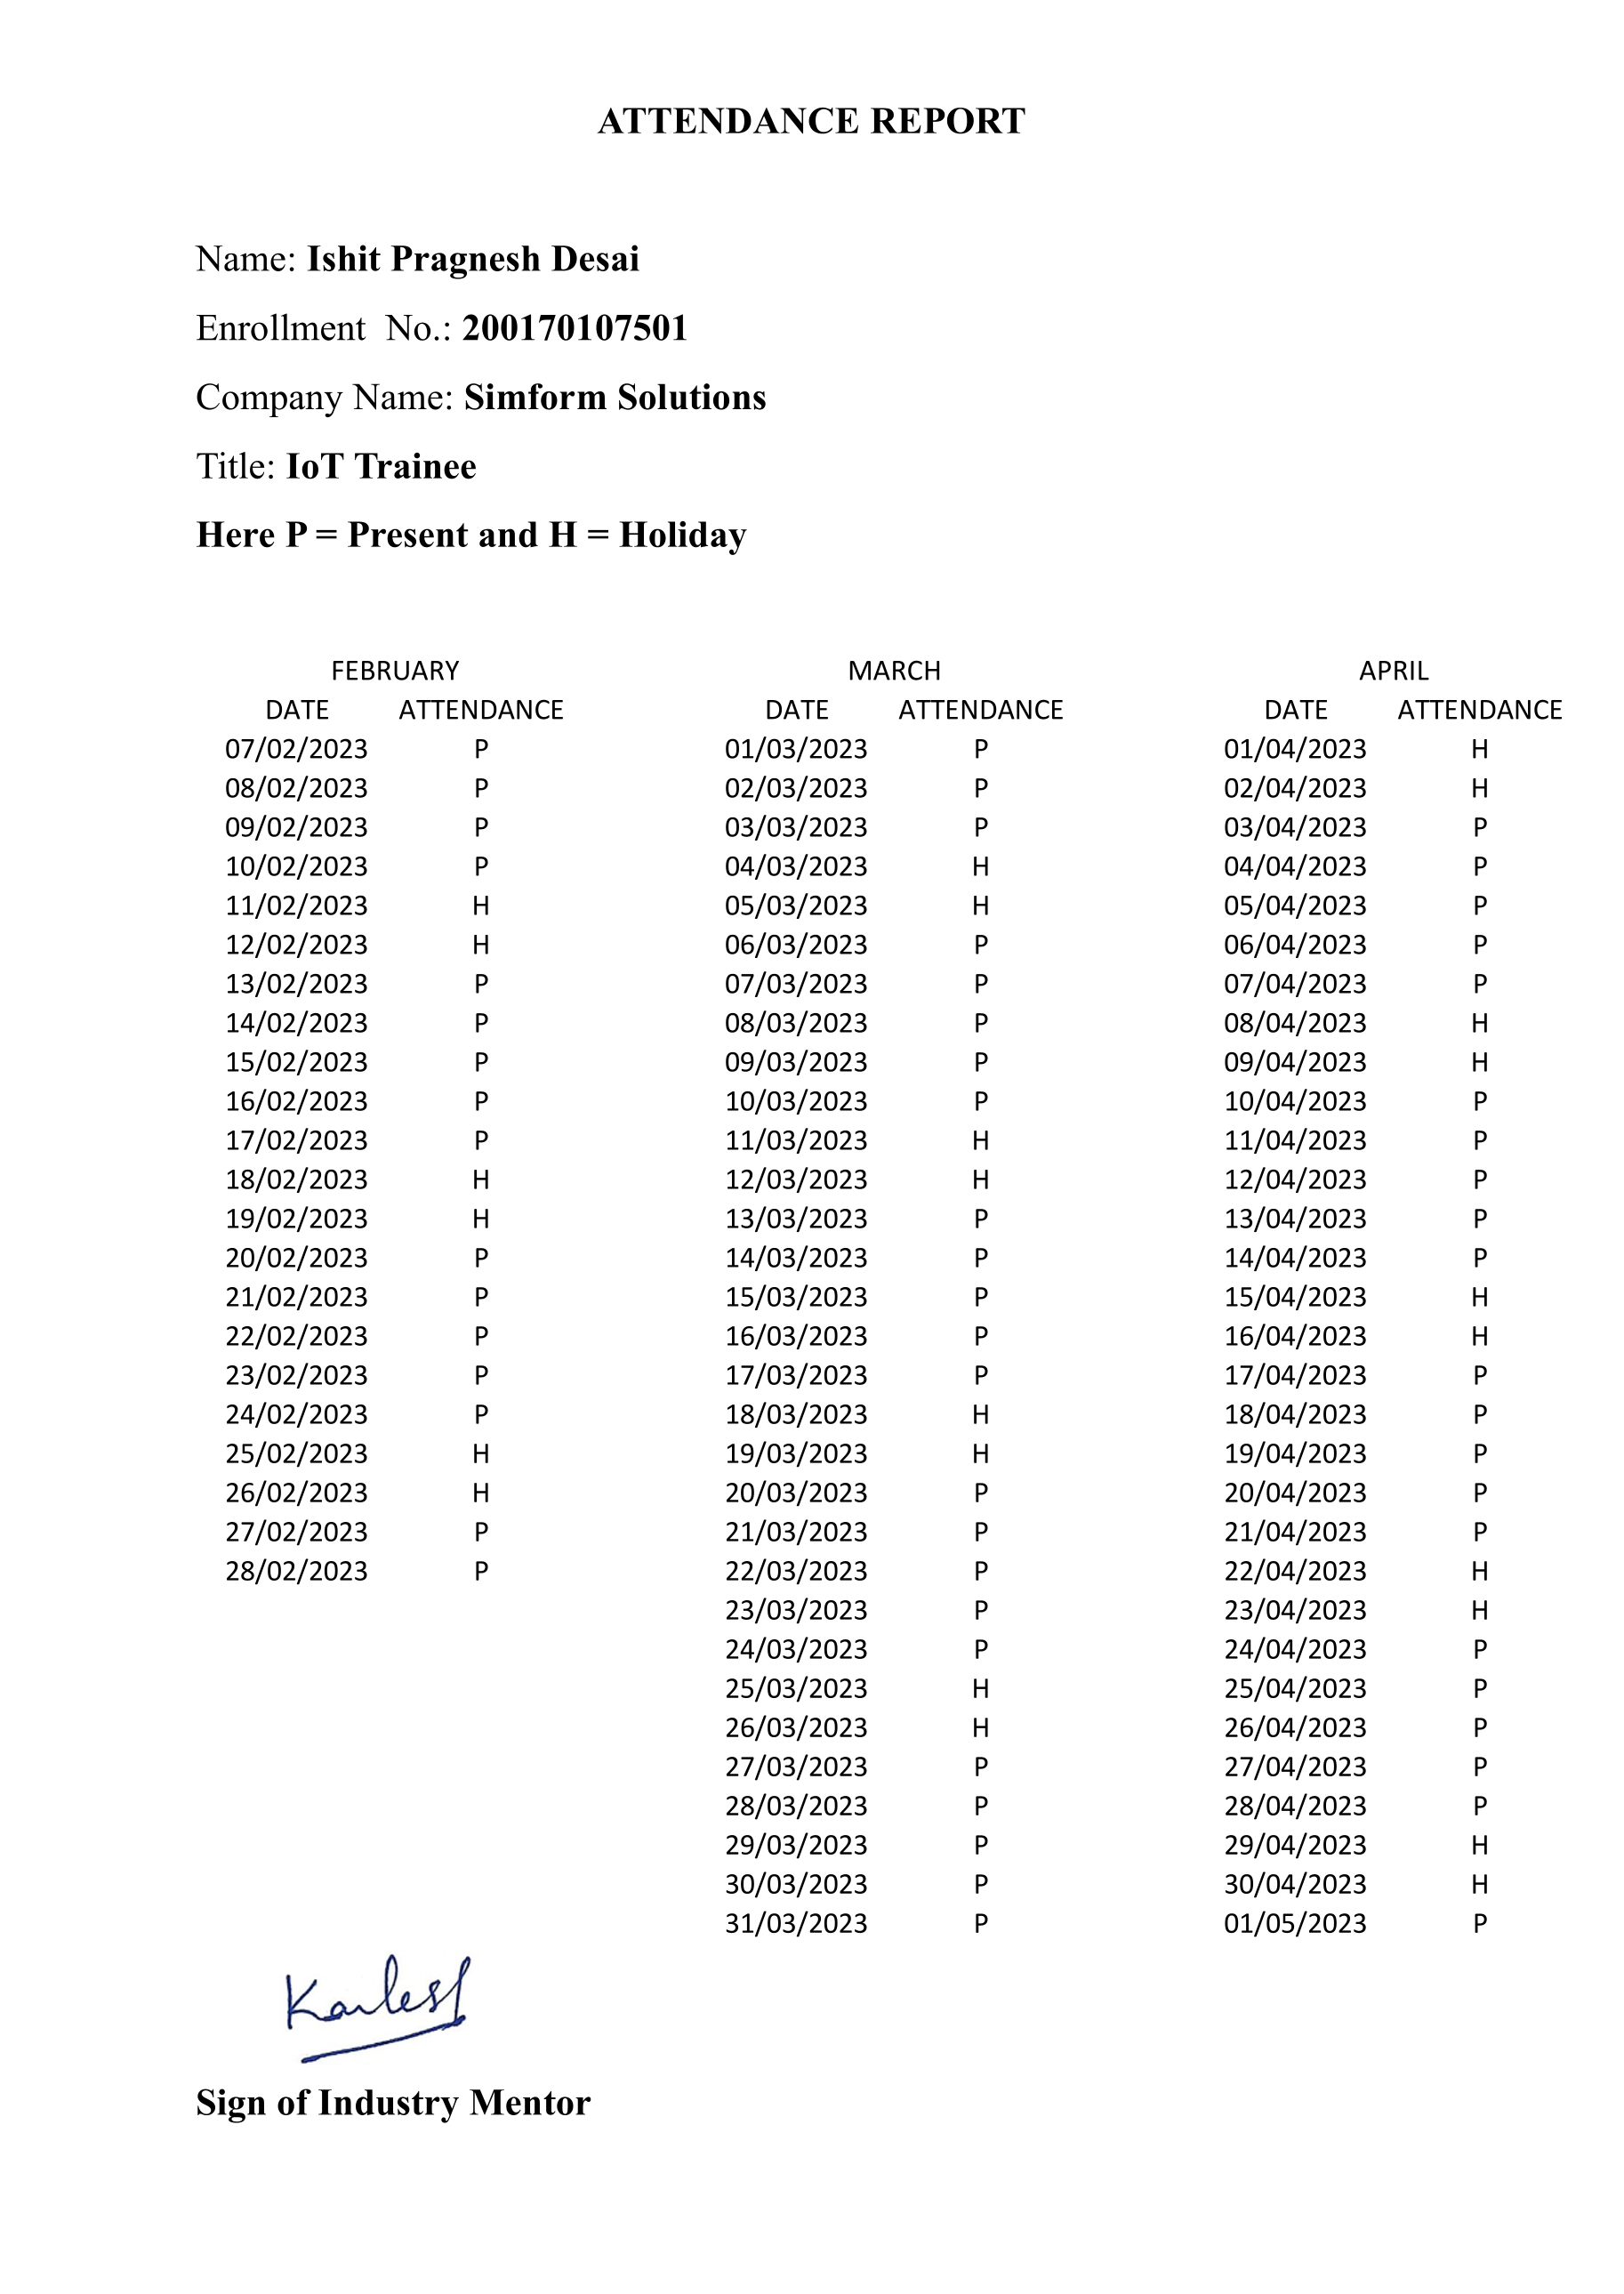 ATTENDANCE REPORT
Name: Ishit Pragnesh Desai
Enrollment No.: 200170107501
Company Name: Simform Solutions
Title: IoT Trainee
Here P = Present and H = Holiday
FEBRUARY MARCH APRIL
DATE ATTENDANCE DATE ATTENDANCE DATE ATTENDANCE
07/02/2023 P 01/03/2023 P 01/04/2023 H
08/02/2023 P 02/03/2023 P 02/04/2023 H
09/02/2023 P 03/03/2023 P 03/04/2023 P
10/02/2023 P 04/03/2023 H 04/04/2023 P
11/02/2023 H 05/03/2023 H 05/04/2023 P
12/02/2023 H 06/03/2023 P 06/04/2023 P
13/02/2023 P 07/03/2023 P 07/04/2023 P
14/02/2023 P 08/03/2023 P 08/04/2023 H
15/02/2023 P 09/03/2023 P 09/04/2023 H
16/02/2023 P 10/03/2023 P 10/04/2023 P
17/02/2023 P 11/03/2023 H 11/04/2023 P
18/02/2023 H 12/03/2023 H 12/04/2023 P
19/02/2023 H 13/03/2023 P 13/04/2023 P
20/02/2023 P 14/03/2023 P 14/04/2023 P
21/02/2023 P 15/03/2023 P 15/04/2023 H
22/02/2023 P 16/03/2023 P 16/04/2023 H
23/02/2023 P 17/03/2023 P 17/04/2023 P
24/02/2023 P 18/03/2023 H 18/04/2023 P
25/02/2023 H 19/03/2023 H 19/04/2023 P
26/02/2023 H 20/03/2023 P 20/04/2023 P
27/02/2023 P 21/03/2023 P 21/04/2023 P
28/02/2023 P 22/03/2023 P 22/04/2023 H
23/03/2023 P 23/04/2023 H
24/03/2023 P 24/04/2023 P
25/03/2023 H 25/04/2023 P
26/03/2023 H 26/04/2023 P
27/03/2023 P 27/04/2023 P
28/03/2023 P 28/04/2023 P
29/03/2023 P 29/04/2023 H
30/03/2023 P 30/04/2023 H
31/03/2023 P 01/05/2023 P
Sign of Industry Mentor